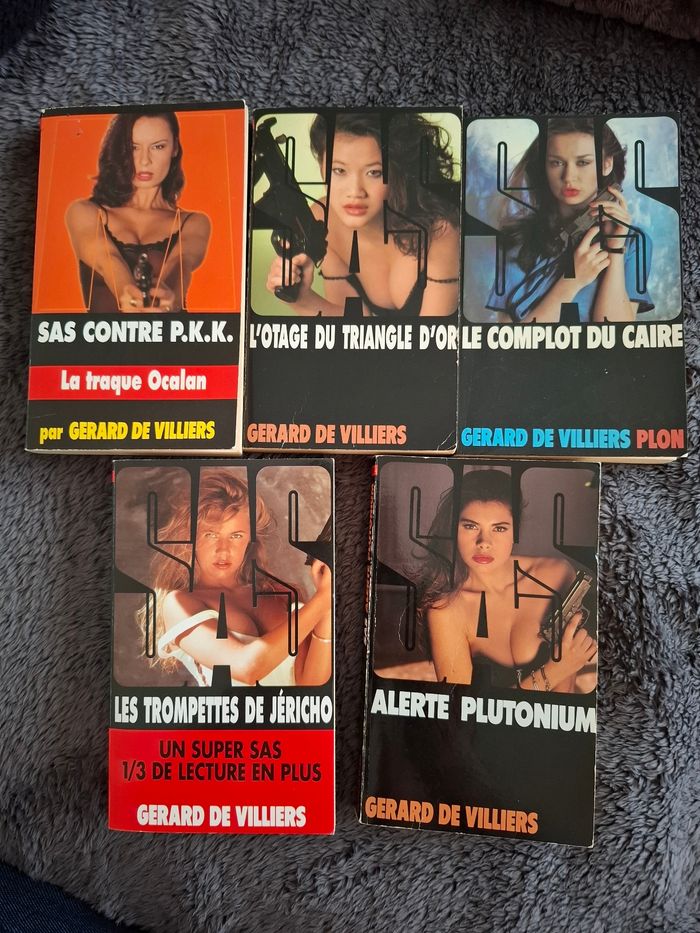 SAS CONTRE P.K.K.
La traque Ocalan
par GERARD DE VILLIERS
SAS
L'OTAGE DU TRIANGLE D'OR
GERARD DE VILLIERS
SAS
LE COMPLOT DU CAIRE
GERARD DE VILLIERS PLON
SAS
LES TROMPETTES DE JÉRICHO
UN SUPER SAS
1/3 DE LECTURE EN PLUS
GERARD DE VILLIERS
SAS
ALERTE PLUTONIUM
GERARD DE VILLIERS